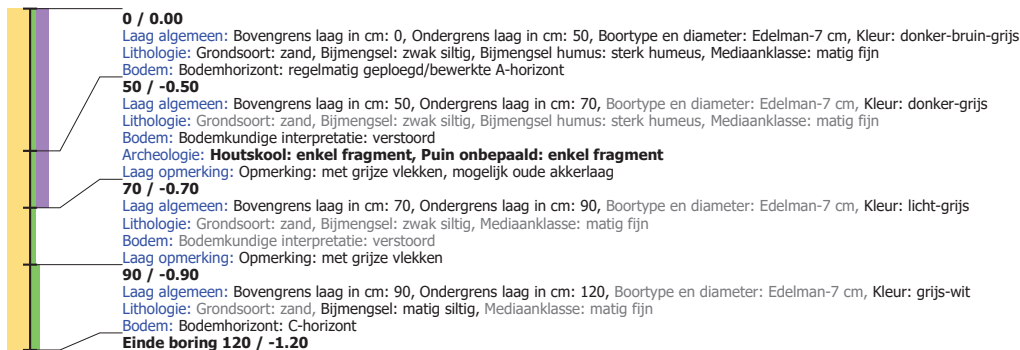 0 / 0.00
Laag algemeen: Bovengrens laag in cm: 0, Ondergrens laag in cm: 50, Boortype en diameter: Edelman-7 cm, Kleur: donker-bruin-grijs
Lithologie: Grondsoort: zand, Bijmengsel: zwak siltig, Bijmengsel humus: sterk humeus, Mediaanklasse: matig fijn
Bodem: Bodemhorizont: regelmatig geploegd/bewerkte A-horizont
50 / -0.50
Laag algemeen: Bovengrens laag in cm: 50, Ondergrens laag in cm: 70, Boortype en diameter: Edelman-7 cm, Kleur: donker-grijs
Lithologie: Grondsoort: zand, Bijmengsel: zwak siltig, Bijmengsel humus: sterk humeus, Mediaanklasse: matig fijn
Bodem: Bodemkundige interpretatie: verstoord
Archeologie: Houtskool: enkel fragment, Puin onbepaald: enkel fragment
Laag opmerking: Opmerking: met grijze vlekken, mogelijk oude akkerlaag
70 / -0.70
Laag algemeen: Bovengrens laag in cm: 70, Ondergrens laag in cm: 90, Boortype en diameter: Edelman-7 cm, Kleur: licht-grijs
Lithologie: Grondsoort: zand, Bijmengsel: zwak siltig, Mediaanklasse: matig fijn
Bodem: Bodemkundige interpretatie: verstoord
Laag opmerking: Opmerking: met grijze vlekken
90 / -0.90
Laag algemeen: Bovengrens laag in cm: 90, Ondergrens laag in cm: 120, Boortype en diameter: Edelman-7 cm, Kleur: grijs-wit
Lithologie: Grondsoort: zand, Bijmengsel: matig siltig, Mediaanklasse: matig fijn
Bodem: Bodemhorizont: C-horizont
Einde boring 120 / -1.20